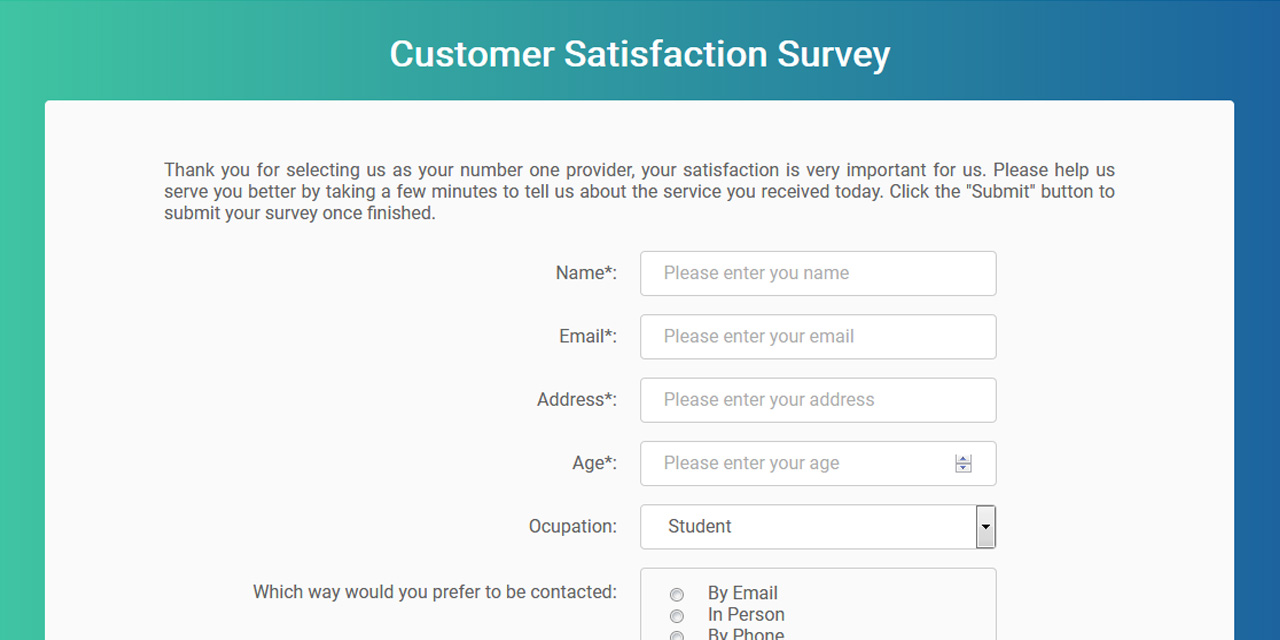 Customer Satisfaction Survey
Thank you for selecting us as your number one provider, your satisfaction is very important for us. Please help us
serve you better by taking a few minutes to tell us about the service you received today. Click the "Submit" button to
submit your survey once finished.
Name*: Please enter you name
Email*: Please enter your email
Address*: Please enter your address
Age*: Please enter your age
Ocupation: Student
Which way would you prefer to be contacted: By Email
In Person
By Phone